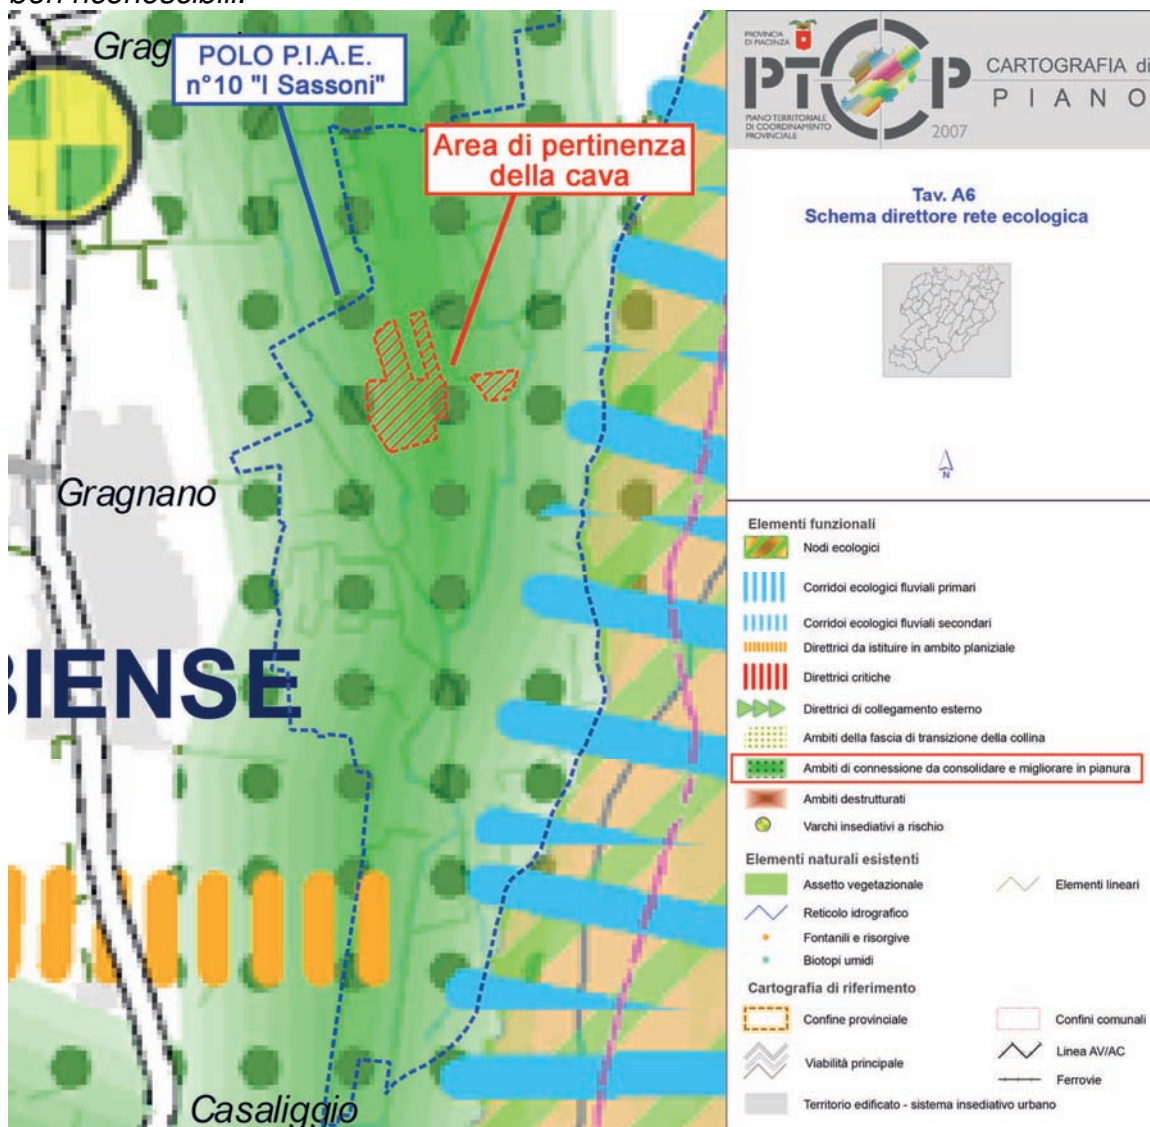 ben riconoscibili.
POLO P.I.A.E.
n°10 "I Sassoni"
Area di pertinenza
della cava
Gragnano
BIENSE
Casaliggio
PROVINCIA
DI PIACENZA
PTCP
PIANO TERRITORIALE
DI COORDINAMENTO
PROVINCIALE
2007
CARTOGRAFIA di
PIANO
Tav. A6
Schema direttore rete ecologica
N
Elementi funzionali
Nodi ecologici
Corridoi ecologici fluviali primari
Corridoi ecologici fluviali secondari
Direttrici da istituire in ambito planiziale
Direttrici critiche
Direttrici di collegamento esterno
Ambiti della fascia di transizione della collina
Ambiti di connessione da consolidare e migliorare in pianura
Ambiti destrutturati
Varchi insediativi a rischio
Elementi naturali esistenti
Assetto vegetazionale
Elementi lineari
Reticolo idrografico
Fontanili e risorgive
Biotopi umidi
Cartografia di riferimento
Confine provinciale
Confini comunali
Viabilità principale
Linea AV/AC
Ferrovie
Territorio edificato - sistema insediativo urbano